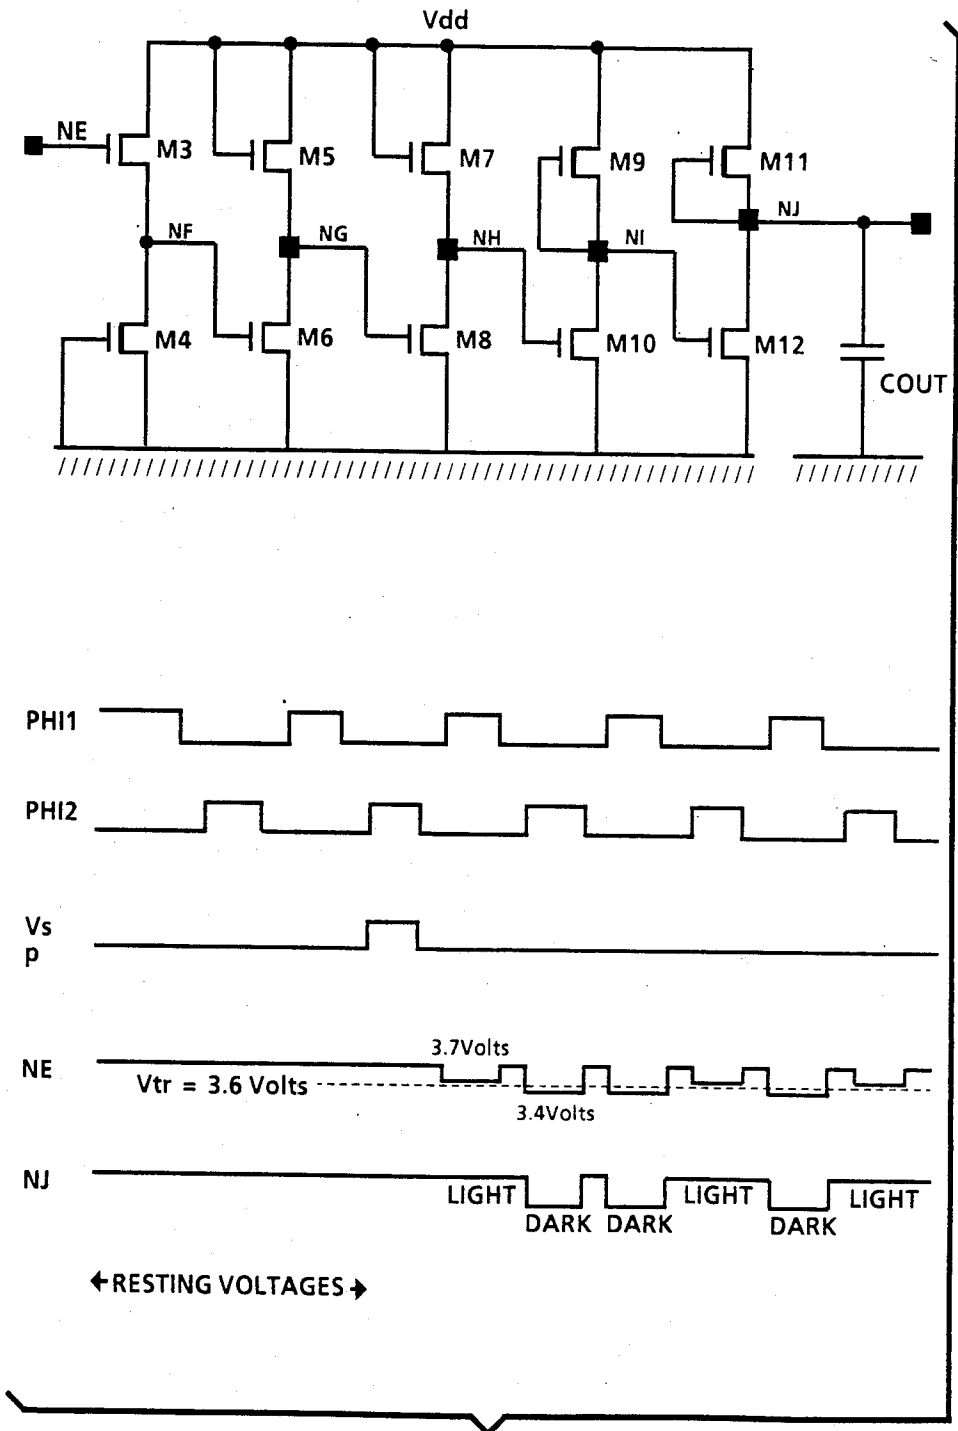 Vdd
NE
M3
M5
M7
M9
M11
NF
NG
NH
NI
NJ
M4
M6
M8
M10
M12
COUT
PHI1
PHI2
Vs
p
3.7Volts
NE
Vtr = 3.6 Volts
3.4Volts
NJ
LIGHT
DARK
DARK
LIGHT
DARK
LIGHT
RESTING VOLTAGES